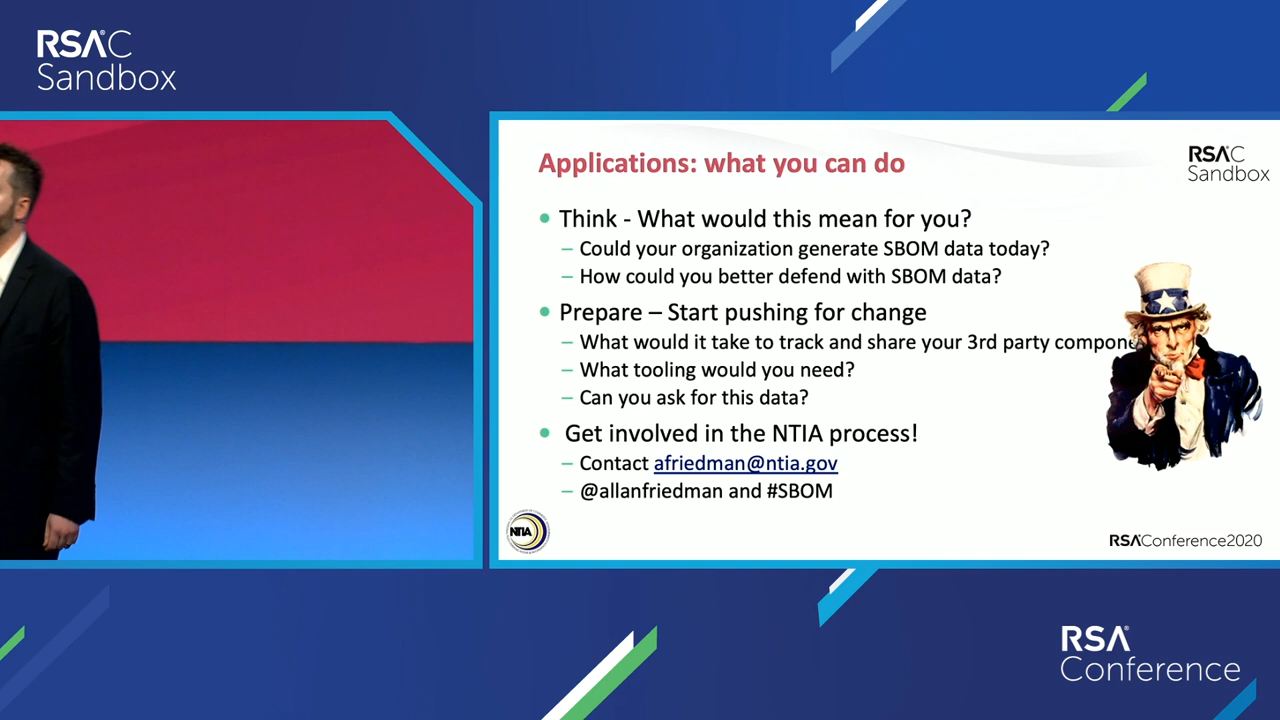 RSAC
Sandbox
Applications: what you can do
RSAC
Sandbox
• Think - What would this mean for you?
– Could your organization generate SBOM data today?
– How could you better defend with SBOM data?
• Prepare – Start pushing for change
– What would it take to track and share your 3rd party compone
– What tooling would you need?
– Can you ask for this data?
• Get involved in the NTIA process!
– Contact afriedman@ntia.gov
– @allanfriedman and #SBOM
NTIA
RSA Conference2020
RSA
Conference